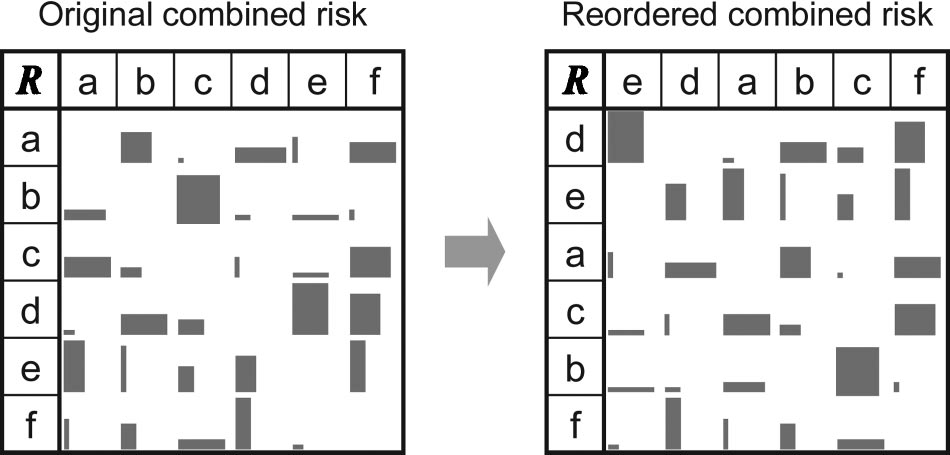 Original combined risk
R a b c d e f
a
b
c
d
e
f
Reordered combined risk
R e d a b c f
d
e
a
c
b
f